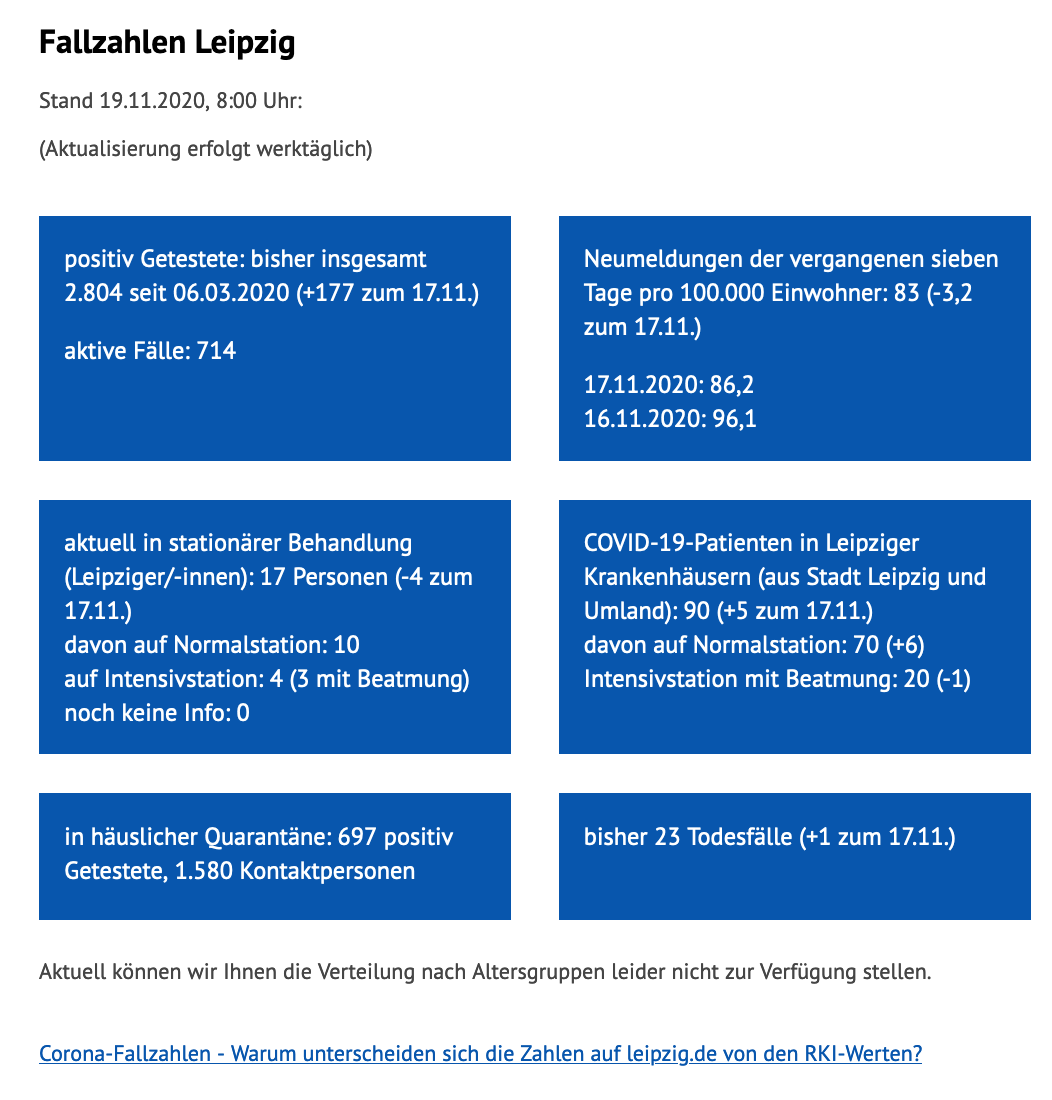 Fallzahlen Leipzig
Stand 19.11.2020, 8:00 Uhr:
(Aktualisierung erfolgt werktäglich)
positiv Getestete: bisher insgesamt
2.804 seit 06.03.2020 (+177 zum 17.11.)
aktive Fälle: 714
Neumeldungen der vergangenen sieben
Tage pro 100.000 Einwohner: 83 (-3,2
zum 17.11.)
17.11.2020: 86,2
16.11.2020: 96,1
aktuell in stationärer Behandlung
(Leipziger/-innen): 17 Personen (-4 zum
17.11.)
davon auf Normalstation: 10
auf Intensivstation: 4 (3 mit Beatmung)
noch keine Info: 0
COVID-19-Patienten in Leipziger
Krankenhäusern (aus Stadt Leipzig und
Umland): 90 (+5 zum 17.11.)
davon auf Normalstation: 70 (+6)
Intensivstation mit Beatmung: 20 (-1)
in häuslicher Quarantäne: 697 positiv
Getestete, 1.580 Kontaktpersonen
bisher 23 Todesfälle (+1 zum 17.11.)
Aktuell können wir Ihnen die Verteilung nach Altersgruppen leider nicht zur Verfügung stellen.
Corona-Fallzahlen - Warum unterscheiden sich die Zahlen auf leipzig.de von den RKI-Werten?